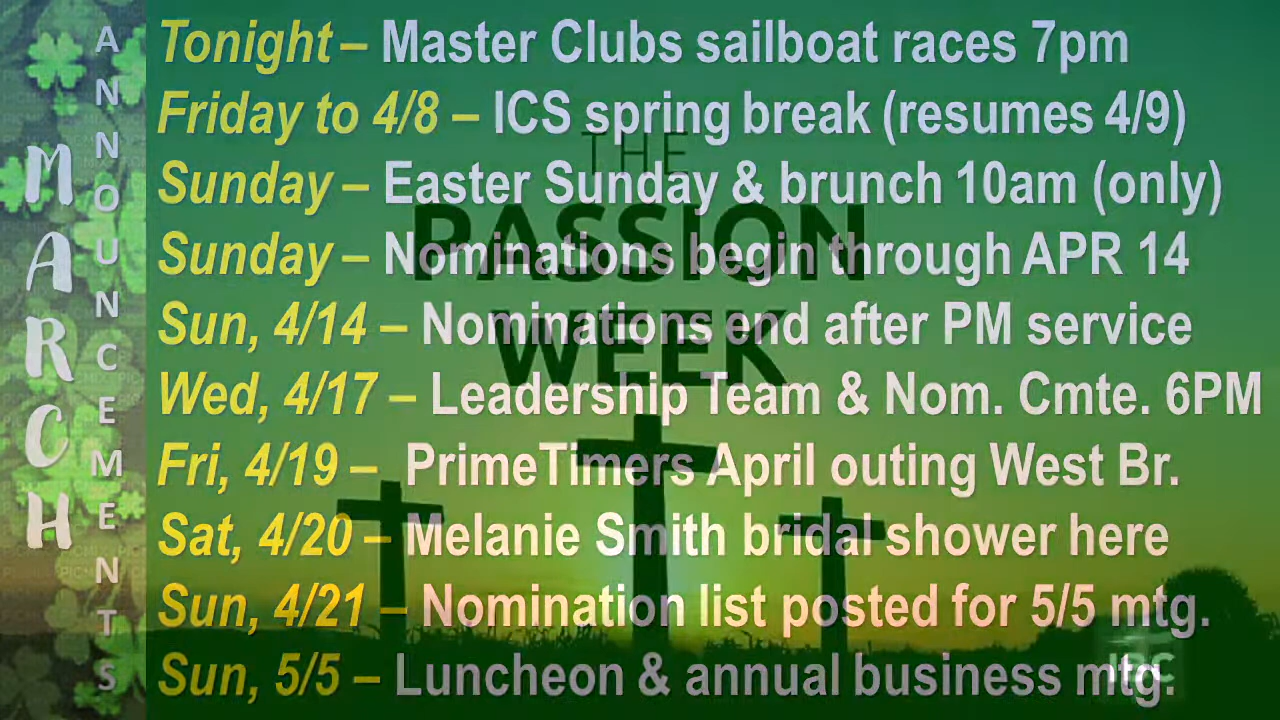 MARCH
ANNOUNCEMENTS
Tonight – Master Clubs sailboat races 7pm
Friday to 4/8 – ICS spring break (resumes 4/9)
Sunday – Easter Sunday & brunch 10am (only)
Sunday – Nominations begin through APR 14
Sun, 4/14 – Nominations end after PM service
Wed, 4/17 – Leadership Team & Nom. Cmte. 6PM
Fri, 4/19 – PrimeTimers April outing West Br.
Sat, 4/20 – Melanie Smith bridal shower here
Sun, 4/21 – Nomination list posted for 5/5 mtg.
Sun, 5/5 – Luncheon & annual business mtg.
THE
PASSION
WEEK
IBC